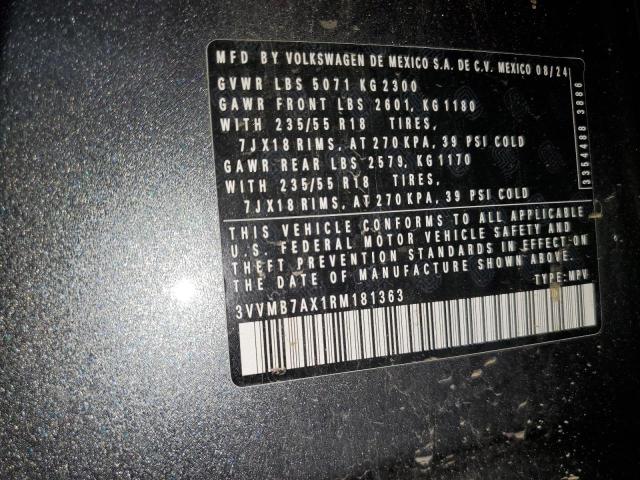 MFD BY VOLKSWAGEN DE MEXICO S.A. DE C.V. MEXICO 08/24
GVWR LBS 5071 KG 2300
GAWR FRONT LBS 2601, KG 1180
WITH 235/55 R18 TIRES,
7JX18 RIMS, AT 270 KPA, 39 PSI COLD
GAWR REAR LBS 2579, KG 1170
WITH 235/55 R18 TIRES,
7JX18 RIMS, AT 270 KPA, 39 PSI COLD
3354488 3886
THIS VEHICLE CONFORMS TO ALL APPLICABLE
U.S. FEDERAL MOTOR VEHICLE SAFETY AND
THEFT PREVENTION STANDARDS IN EFFECT ON
THE DATE OF MANUFACTURE SHOWN ABOVE.
3VVMB7AX1RM181363 TYPE: MPV